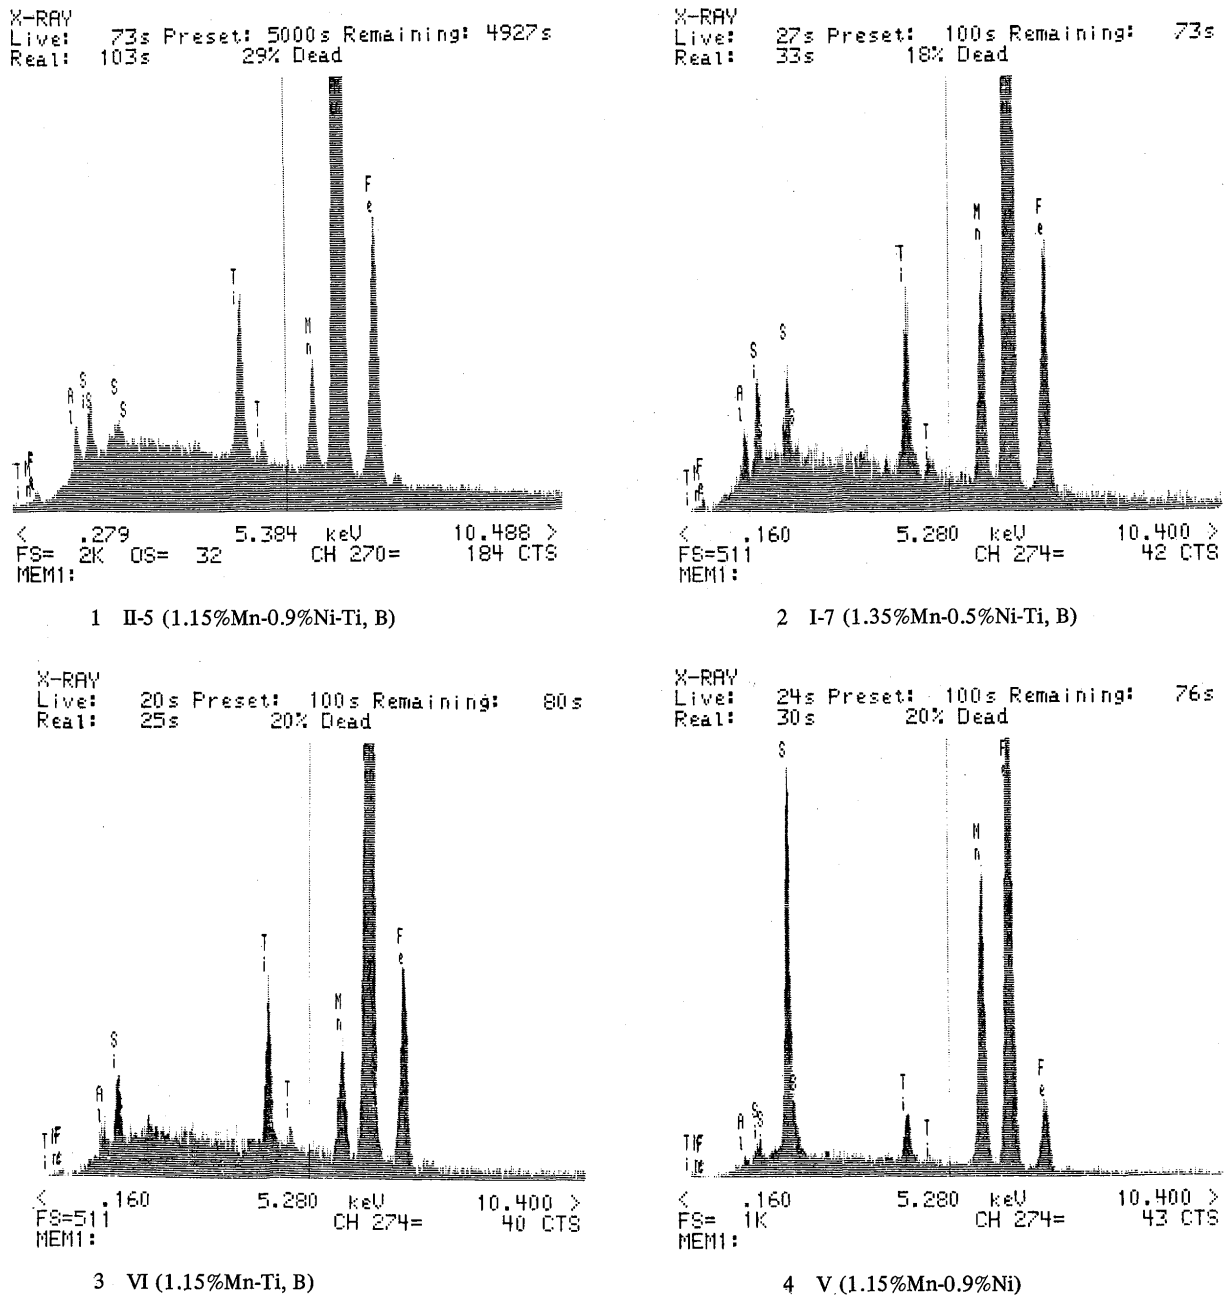 X-RAY
Live: 73s Preset: 5000s Remaining: 4927s
Real: 103s 29% Dead
Fe
Ti
Mn
Al
Si
S
S
S
Ti
< .279 5.384 keV 10.488 >
FS= 2K OS= 32 CH 270= 184 CTS
MEM1:
1 II-5 (1.15%Mn-0.9%Ni-Ti, B)
X-RAY
Live: 27s Preset: 100s Remaining: 73s
Real: 33s 18% Dead
Mn
Fe
Ti
S
Si
Al
S
Ti
< .160 5.280 keV 10.400 >
FS=511 CH 274= 42 CTS
MEM1:
2 I-7 (1.35%Mn-0.5%Ni-Ti, B)
X-RAY
Live: 20s Preset: 100s Remaining: 80s
Real: 25s 20% Dead
Ti
Fe
Mn
Si
Al
Ti
< .160 5.280 keV 10.400 >
FS=511 CH 274= 40 CTS
MEM1:
3 VI (1.15%Mn-Ti, B)
X-RAY
Live: 24s Preset: 100s Remaining: 76s
Real: 30s 20% Dead
S
Fe
Mn
Ti
Fe
Al
Si
S
S
Ti
< .160 5.280 keV 10.400 >
FS= 1K CH 274= 43 CTS
MEM1:
4 V (1.15%Mn-0.9%Ni)